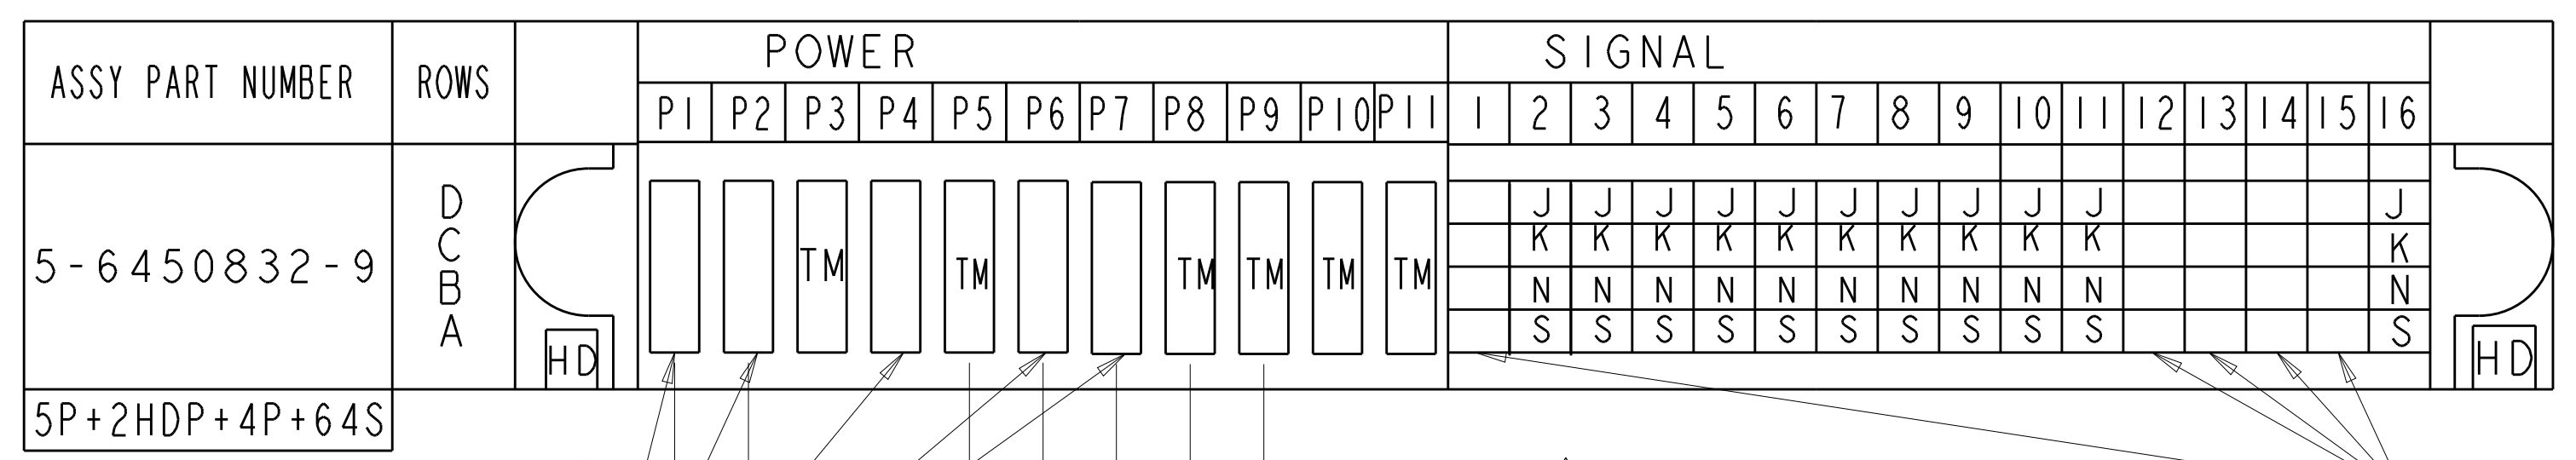 POWER SIGNAL
ASSY PART NUMBER ROWS
P1 P2 P3 P4 P5 P6 P7 P8 P9 P10 P11 1 2 3 4 5 6 7 8 9 10 11 12 13 14 15 16
D J J J J J J J J J J J
C K K K K K K K K K K K
5-6450832-9 TM TM TM TM TM TM
B N N N N N N N N N N N
A S S S S S S S S S S S
HD HD
5P+2HDP+4P+64S